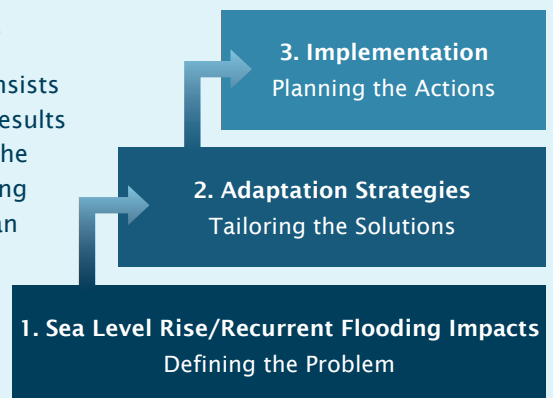 nsists
esults
he
ng
an
3. Implementation
Planning the Actions
2. Adaptation Strategies
Tailoring the Solutions
1. Sea Level Rise/Recurrent Flooding Impacts
Defining the Problem